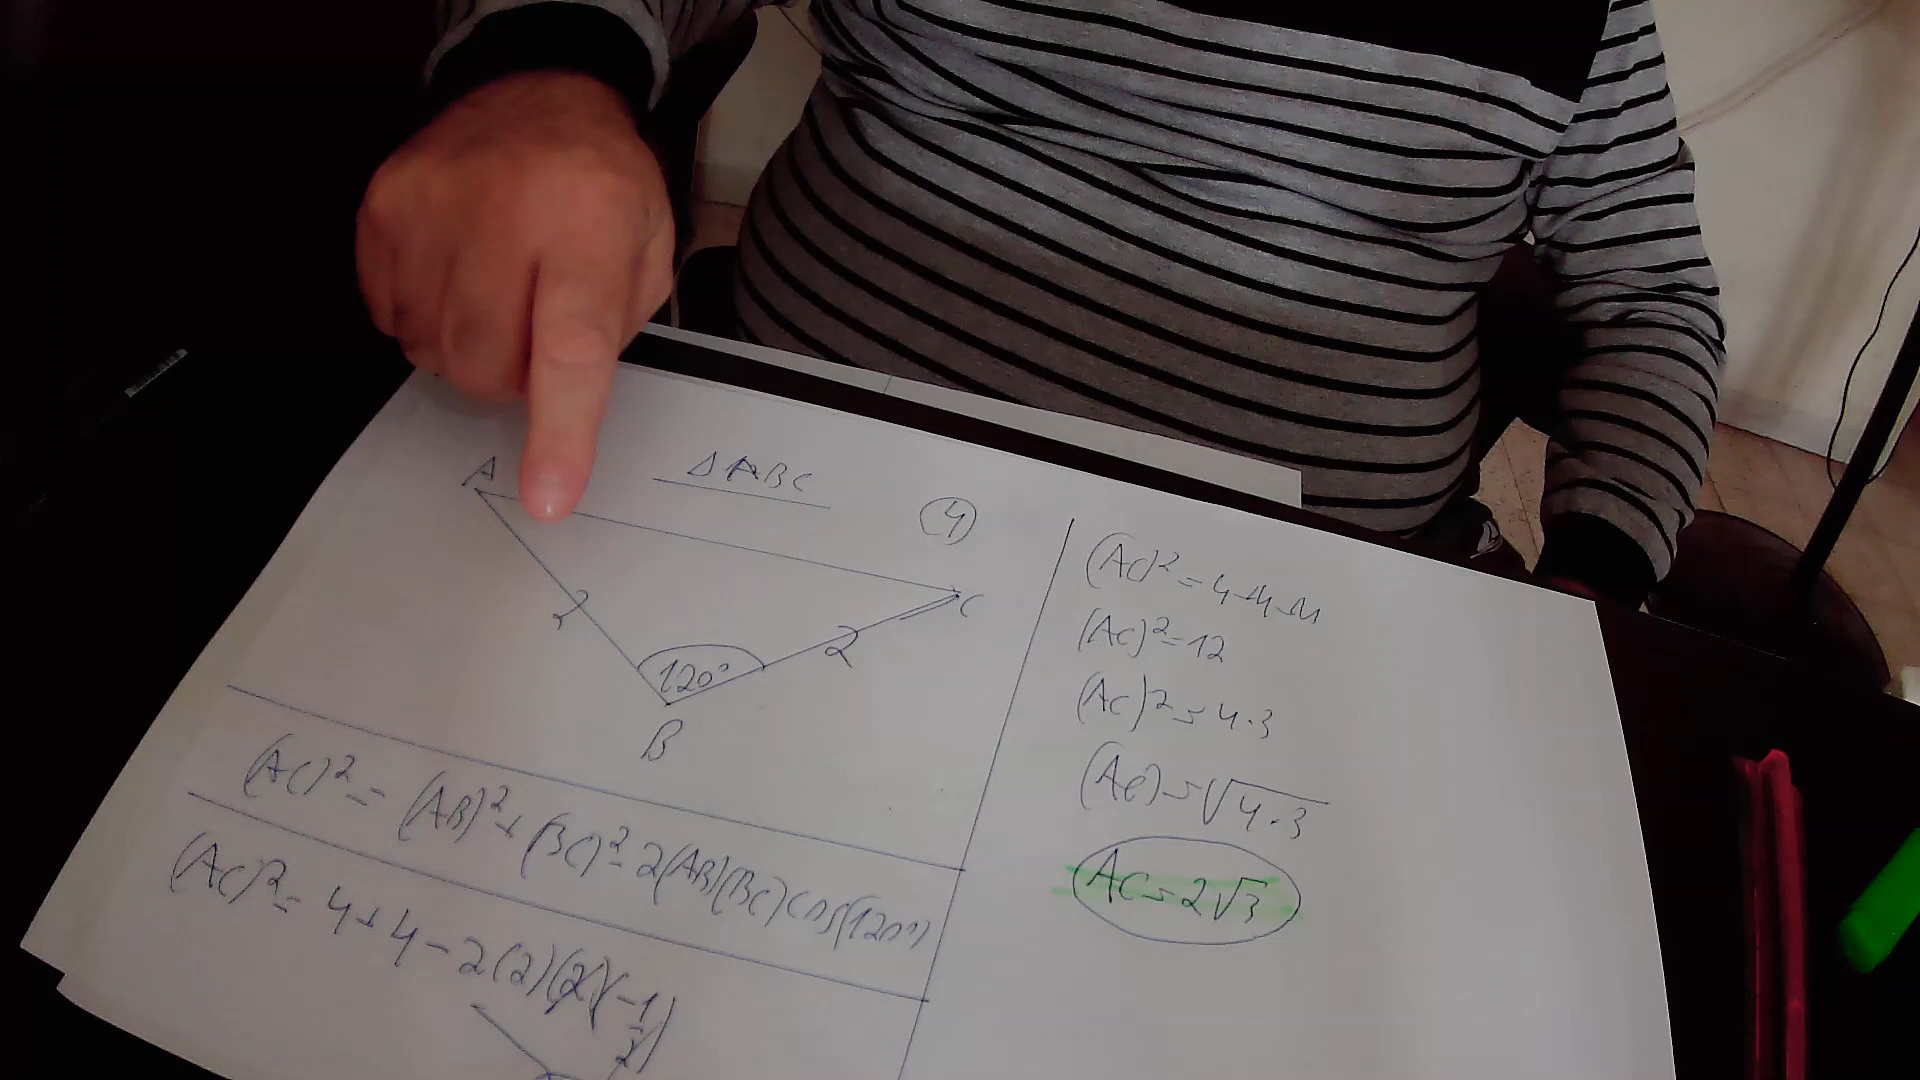 Δ ABC
(4)
A
2
2
C
120°
B
(AC)² = (AB)² + (BC)² - 2(AB)(BC)cos(120°)
(AC)² = 4 + 4 - 2(2)(2)(-1/2)
(AC)² = 4+4+4
(AC)² = 12
(AC)² = 4·3
(AC) = √4·3
AC = 2√3